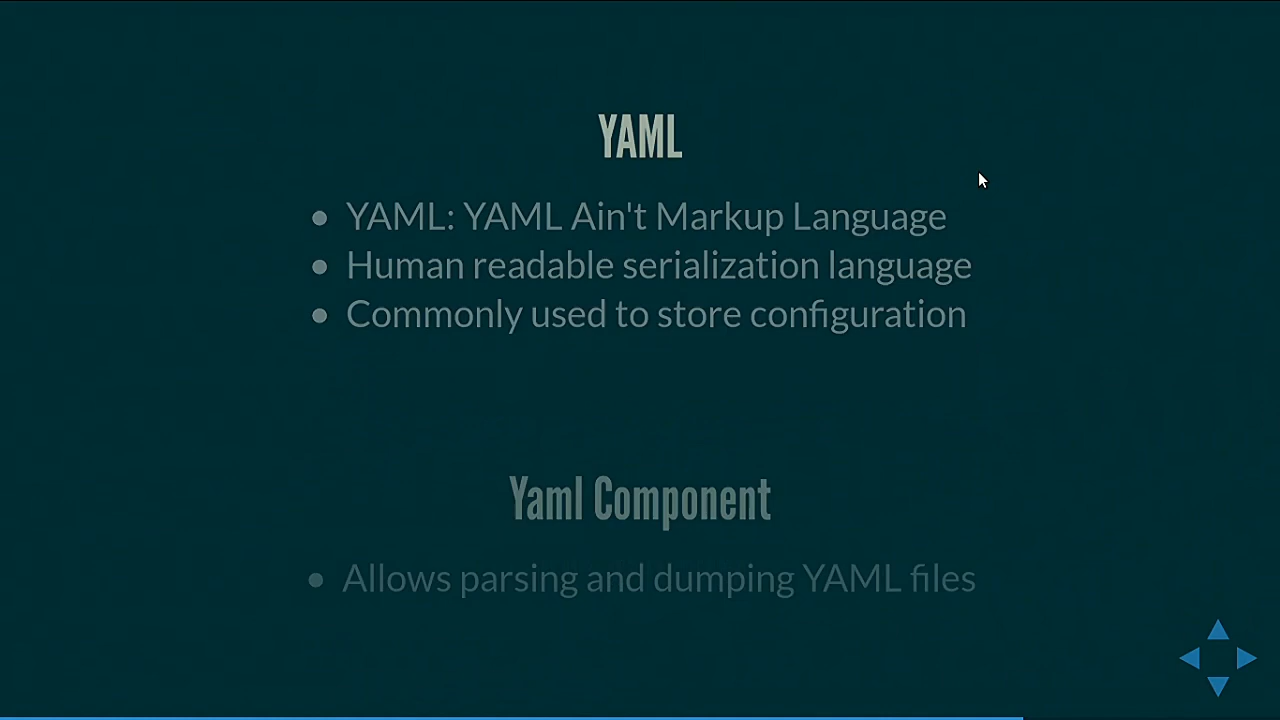 YAML
YAML: YAML Ain't Markup Language
Human readable serialization language
Commonly used to store configuration
Yaml Component
Allows parsing and dumping YAML files